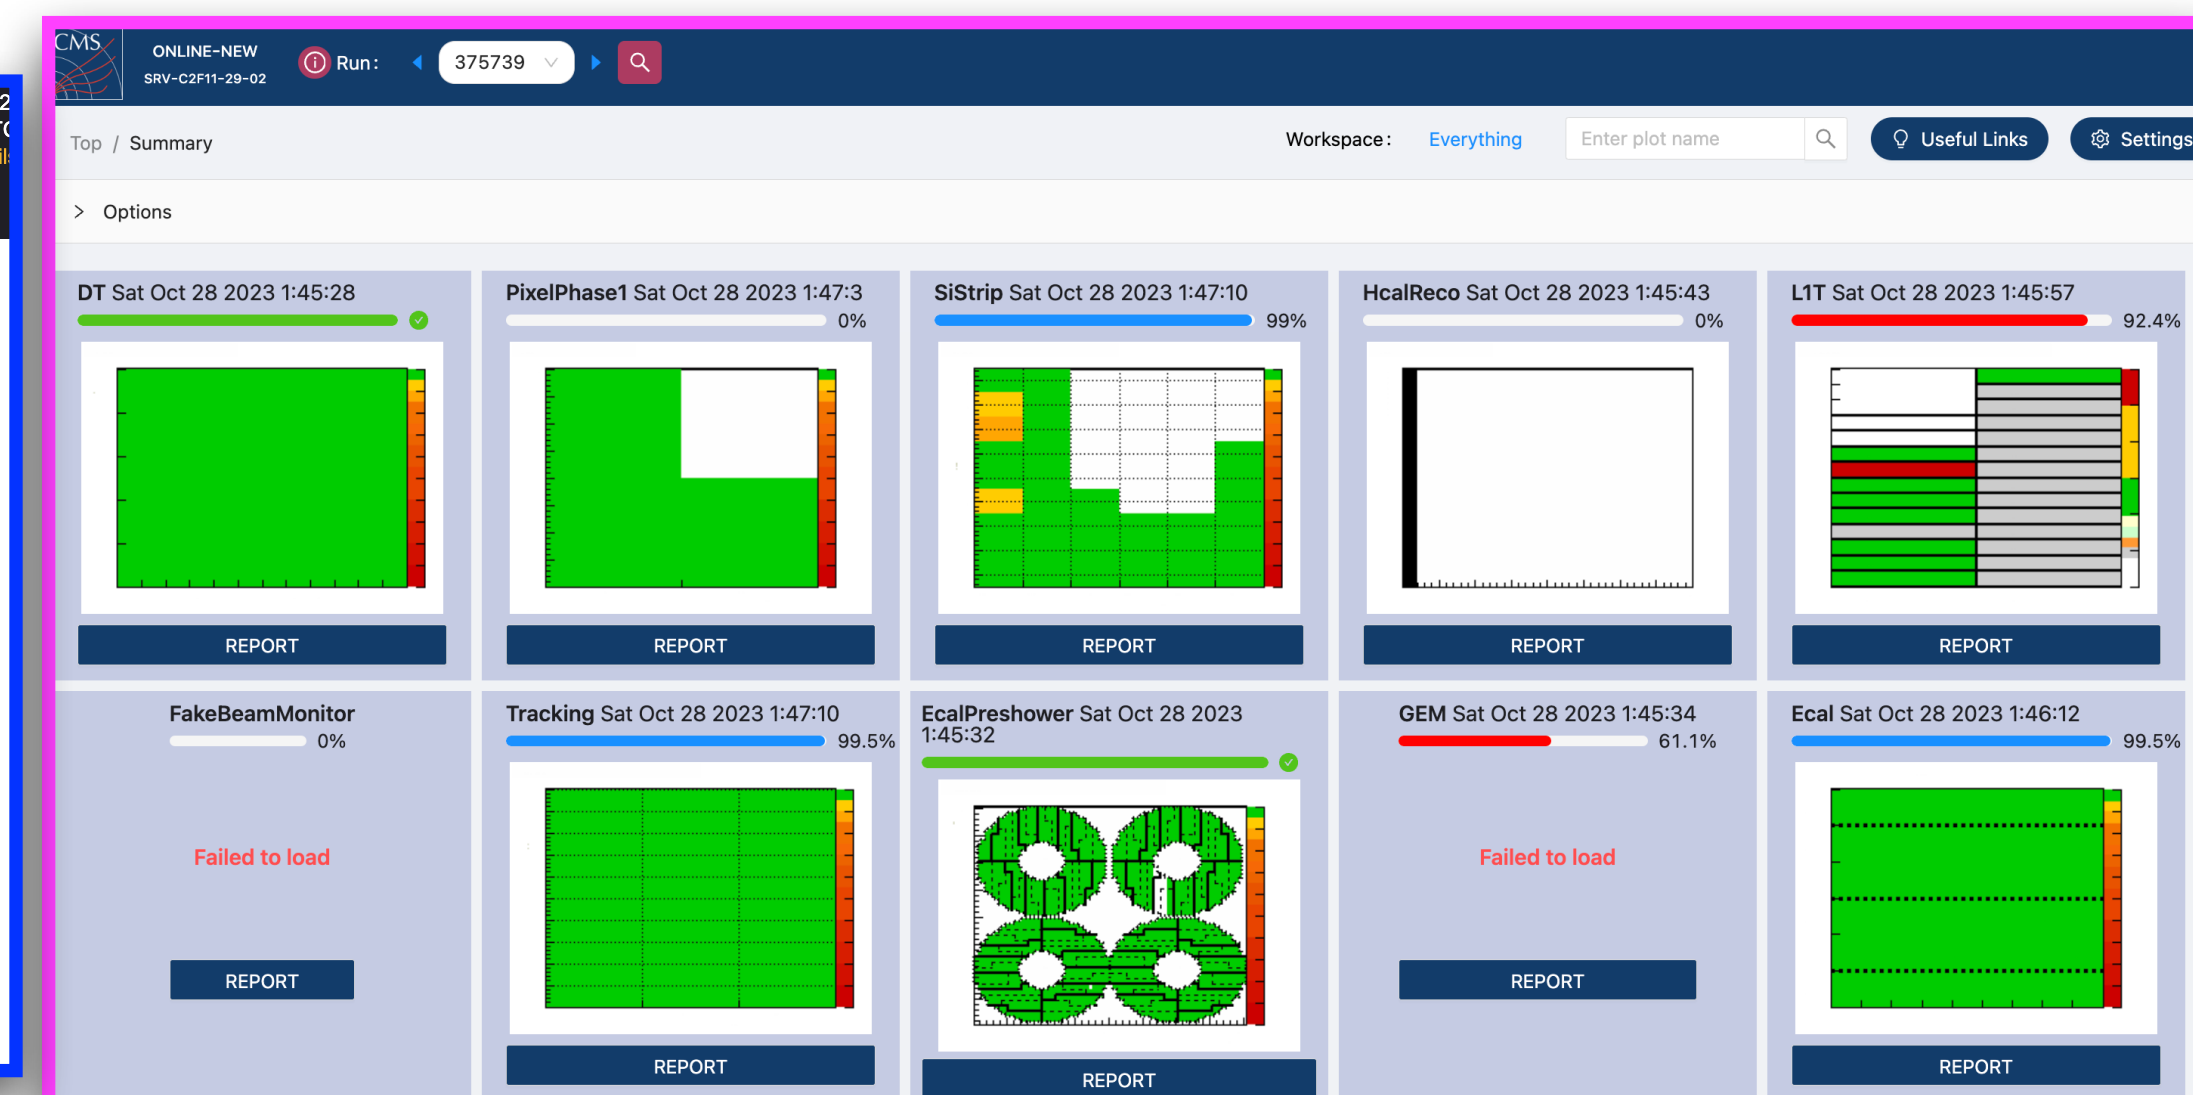 CMS
ONLINE-NEW
SRV-C2F11-29-02
Run:
375739
Top / Summary
Workspace:
Everything
Enter plot name
Useful Links
Settings
Options
DT Sat Oct 28 2023 1:45:28
REPORT
PixelPhase1 Sat Oct 28 2023 1:47:3
0%
REPORT
SiStrip Sat Oct 28 2023 1:47:10
99%
REPORT
HcalReco Sat Oct 28 2023 1:45:43
0%
REPORT
L1T Sat Oct 28 2023 1:45:57
92.4%
REPORT
FakeBeamMonitor
0%
Failed to load
REPORT
Tracking Sat Oct 28 2023 1:47:10
99.5%
REPORT
EcalPreshower Sat Oct 28 2023
1:45:32
REPORT
GEM Sat Oct 28 2023 1:45:34
61.1%
Failed to load
REPORT
Ecal Sat Oct 28 2023 1:46:12
99.5%
REPORT